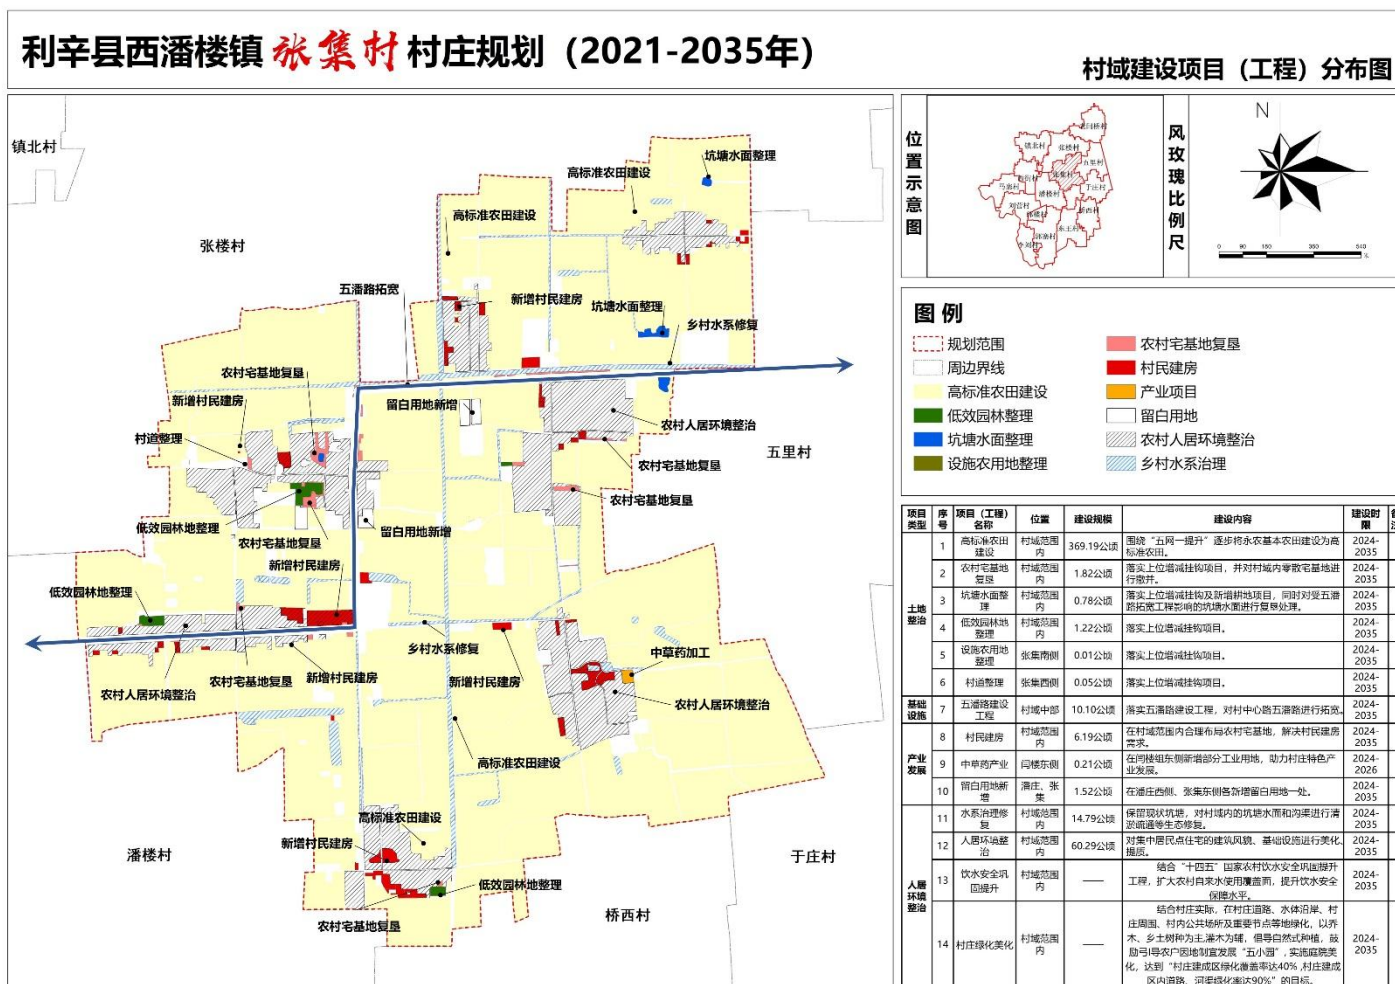 利辛县西潘楼镇张集村村庄规划（2021-2035年）
村域建设项目（工程）分布图
镇北村
张楼村
五里村
潘楼村
于庄村
桥西村
坑塘水面整理
高标准农田建设
高标准农田建设
五潘路拓宽
新增村民建房
坑塘水面整理
乡村水系修复
农村宅基地复垦
新增村民建房
留白用地新增
村道整理
农村人居环境整治
农村宅基地复垦
农村宅基地复垦
低效园林地整理
留白用地新增
农村宅基地复垦
新增村民建房
低效园林地整理
乡村水系修复
中草药加工
农村人居环境整治
农村宅基地复垦
新增村民建房
新增村民建房
农村人居环境整治
高标准农田建设
高标准农田建设
新增村民建房
低效园林地整理
农村宅基地复垦
位置示意图
镇北村
张楼村
五里村
张集村
马寨村
潘楼村
于庄村
刘营村
桥西村
东王村
张寨村
风玫瑰比例尺
N
0 90 180 360 540
图 例
规划范围
周边界线
高标准农田建设
低效园林整理
坑塘水面整理
设施农用地整理
农村宅基地复垦
村民建房
产业项目
留白用地
农村人居环境整治
乡村水系治理
项目类型 序号 项目（工程）名称 位置 建设规模 建设内容 建设时限
土地整治
1 高标准农田建设 村域范围内 369.19公顷 围绕“五网一提升”逐步将永农基本农田建设为高标准农田。 2024-2035
2 农村宅基地复垦 村域范围内 1.82公顷 落实上位增减挂钩项目，并对村域内零散宅基地进行撤并。 2024-2035
3 坑塘水面整理 村域范围内 0.78公顷 落实上位增减挂钩及新增耕地项目，同时对受五潘路拓宽工程影响的坑塘水面进行复垦处理。 2024-2035
4 低效园林地整理 村域范围内 1.22公顷 落实上位增减挂钩项目。 2024-2035
5 设施农用地整理 张集南侧 0.01公顷 落实上位增减挂钩项目。 2024-2035
6 村道整理 张集西侧 0.05公顷 落实上位增减挂钩项目。 2024-2035
基础设施
7 五潘路建设工程 村域中部 10.10公顷 落实五潘路建设工程，对村中心路五潘路进行拓宽。 2024-2035
产业发展
8 村民建房 村域范围内 6.19公顷 在村域范围内合理布局农村宅基地，解决村民建房需求。 2024-2035
9 中草药产业 闫楼东侧 0.21公顷 在闫楼组东侧新增部分工业用地，助力村庄特色产业发展。 2024-2026
10 留白用地新增 潘庄、张集 1.52公顷 在潘庄西侧、张集东侧各新增留白用地一处。 2024-2035
人居环境整治
11 水系治理修复 村域范围内 14.79公顷 保留现状坑塘，对村域内的坑塘水面和沟渠进行清淤疏通等生态修复。 2024-2035
12 人居环境整治 村域范围内 60.29公顷 对集中居民点住宅的建筑风貌、基础设施进行美化、提质。 2024-2035
13 饮水安全巩固提升 村域范围内 —— 结合“十四五”国家农村饮水安全巩固提升工程，扩大农村自来水使用覆盖面，提升饮水安全保障水平。 2024-2035
14 村庄绿化美化 村域范围内 —— 结合村庄实际，在村庄道路、水体沿岸、村庄周围、村内公共场所及重要节点等地绿化，以乔木、乡土树种为主,灌木为辅，倡导自然式种植，鼓励引导农户因地制宜发展“五小园”，实施庭院美化，达到“村庄建成区绿化覆盖率达40%，村庄建成区内道路、河渠绿化率达90%”的目标。 2024-2035